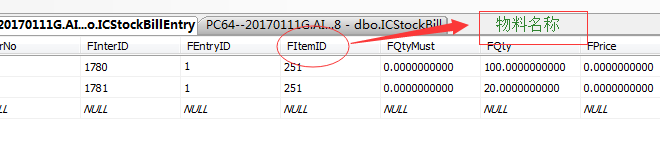 20170111G.AI...o.ICStockBillEntry PC64--20170111G.AI...8 - dbo.ICStockBill 物料名称
rNo FInterID FEntryID FItemID FQtyMust FQty FPrice
1780 1 251 0.0000000000 100.0000000000 0.0000000000
1781 1 251 0.0000000000 20.0000000000 0.0000000000
NULL NULL NULL NULL NULL NULL